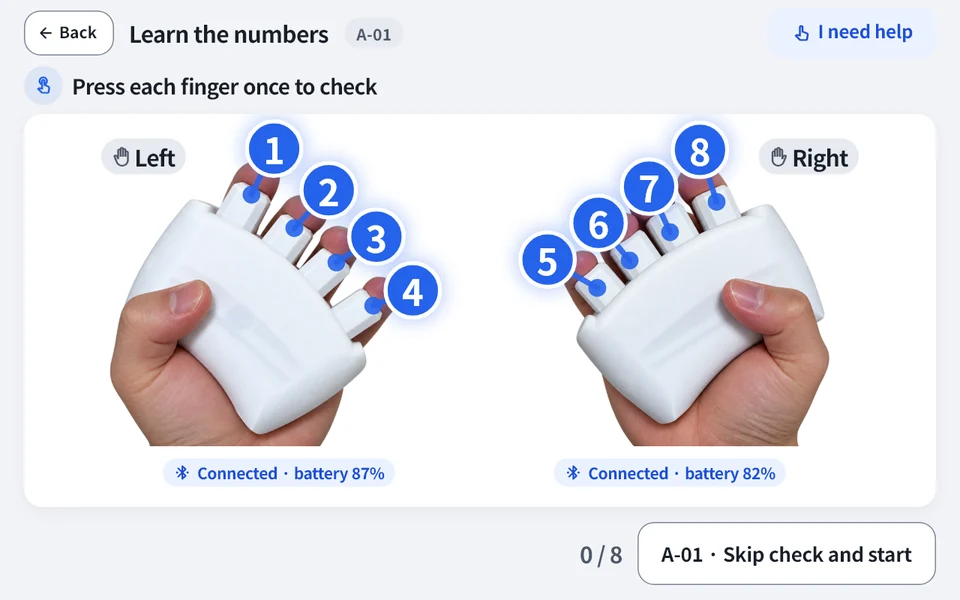 ← Back
Learn the numbers
A-01
I need help
Press each finger once to check
Left
1
2
3
4
5
6
7
8
Right
Connected · battery 87%
Connected · battery 82%
0 / 8
A-01 · Skip check and start